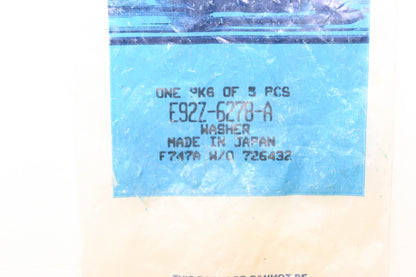 ONE PKG OF 5 PCS
E92Z-6278-A
WASHER
MADE IN JAPAN
F747A W/O 726432